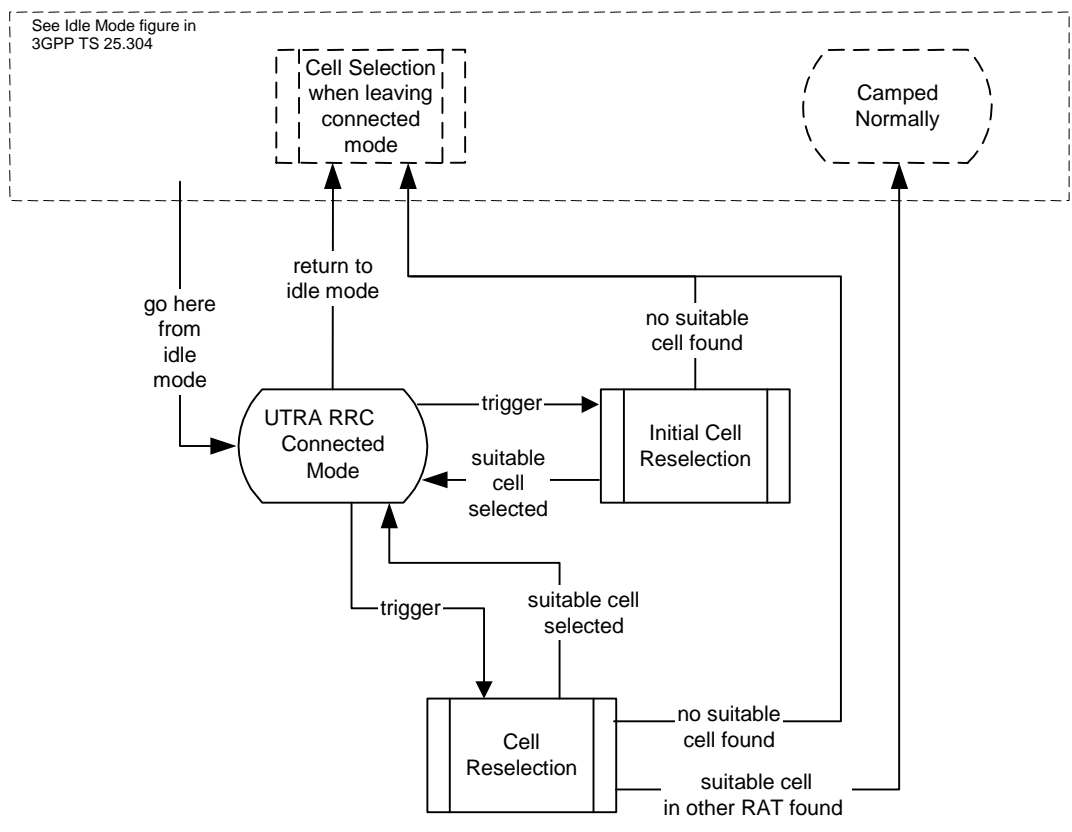 See Idle Mode figure in
3GPP TS 25.304
Cell Selection
when leaving
connected
mode
Camped
Normally
return to
idle mode
go here
from
idle
mode
no suitable
cell found
UTRA RRC
Connected
Mode
trigger
Initial Cell
Reselection
suitable
cell
selected
trigger
suitable cell
selected
Cell
Reselection
no suitable
cell found
suitable cell
in other RAT found